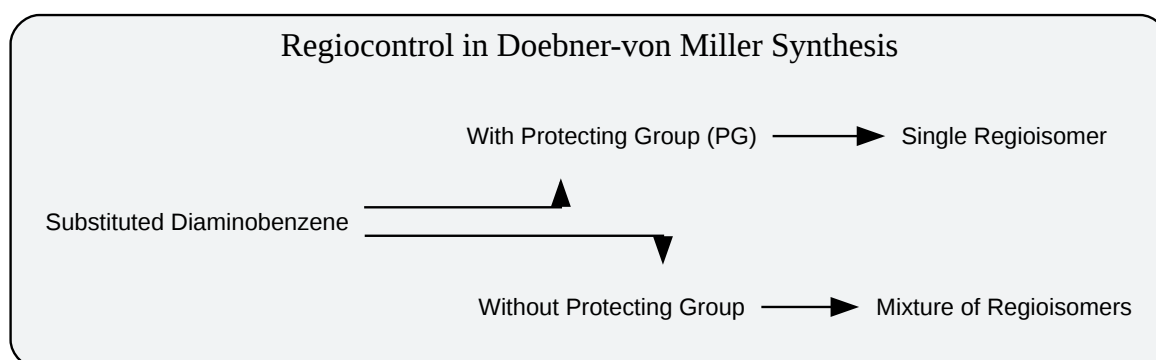 Regiocontrol in Doebner-von Miller Synthesis
With Protecting Group (PG)
Single Regioisomer
Substituted Diaminobenzene
Without Protecting Group
Mixture of Regioisomers